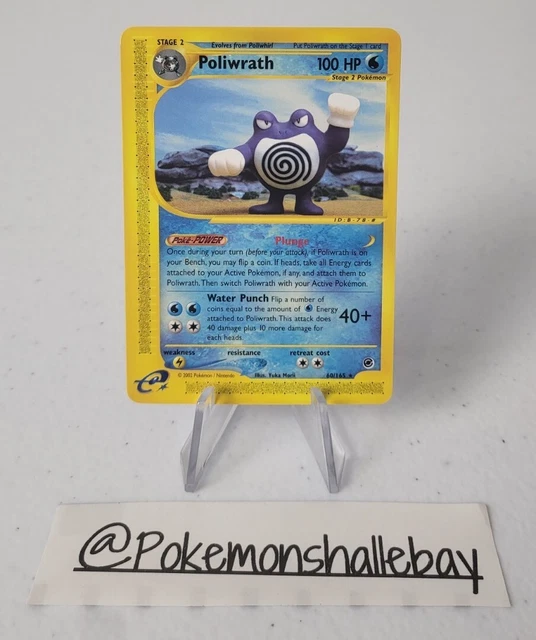 STAGE 2 Evolves from Poliwhirl Put Poliwrath on the Stage 1 card
Poliwrath 100 HP
Stage 2 Pokémon
Poké-POWER Plunge
Once during your turn (before your attack), if Poliwrath is
on your Bench, you may flip a coin. If heads, take all Energy cards
attached to your Active Pokémon, if any, and attach them to
Poliwrath. Then switch Poliwrath with your Active Pokémon.
Water Punch Flip a number of
coins equal to the amount of Energy
attached to Poliwrath. This attack does
40 damage plus 10 more damage for
each heads.
40+
weakness resistance retreat cost
© 2002 Pokémon / Nintendo Illus. Yuka Morii 60/165
@Pokemonshallebay